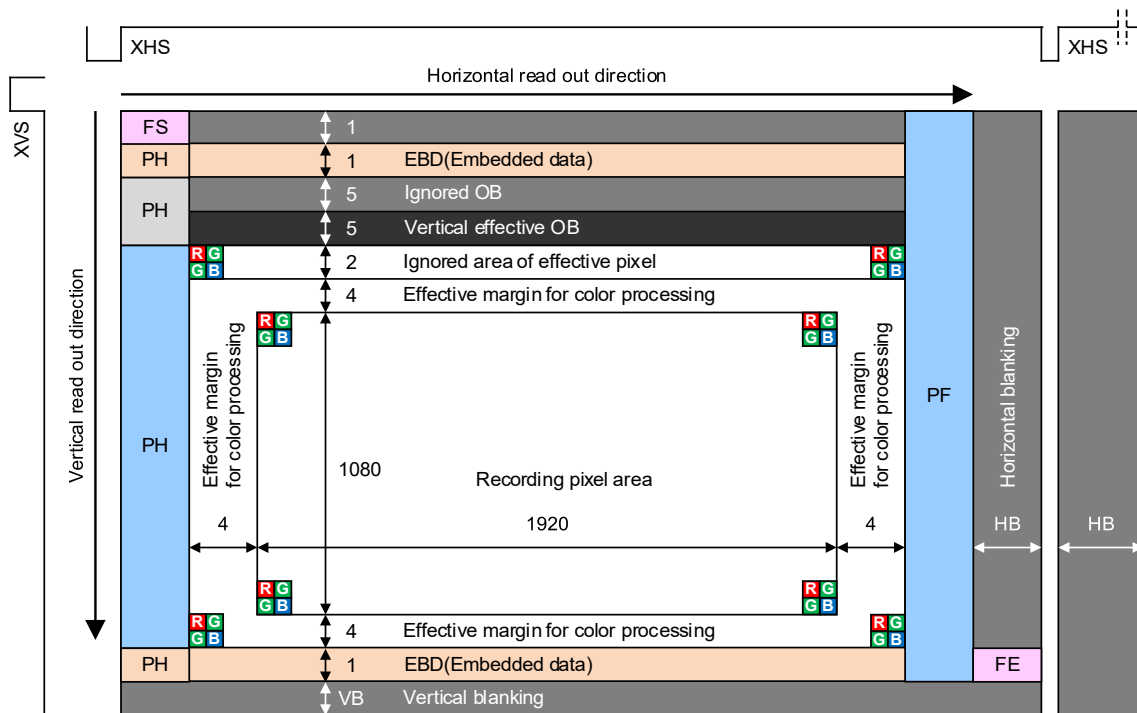 XHS
XHS
Horizontal read out direction
XVS
FS
1
PH
1
EBD(Embedded data)
PH
5
Ignored OB
5
Vertical effective OB
R G
G B
2
Ignored area of effective pixel
R G
G B
4
Effective margin for color processing
R G
G B
R G
G B
Vertical read out direction
PH
Effective margin
for color processing
1080
Recording pixel area
Effective margin
for color processing
PF
Horizontal blanking
4
1920
4
HB
HB
R G
G B
R G
G B
R G
G B
4
Effective margin for color processing
R G
G B
PH
1
EBD(Embedded data)
FE
VB
Vertical blanking